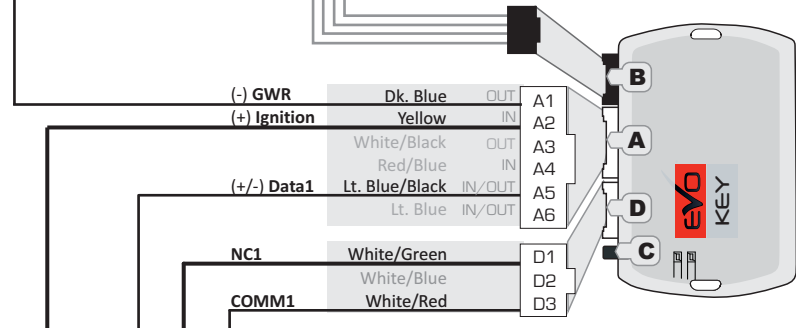 B
(-) GWR Dk. Blue OUT A1
(+) Ignition Yellow IN A2
White/Black OUT A3
Red/Blue IN A4
(+/-) Data1 Lt. Blue/Black IN/OUT A5
Lt. Blue IN/OUT A6
A
D
C
EVO
KEY
NC1 White/Green D1
White/Blue D2
COMM1 White/Red D3